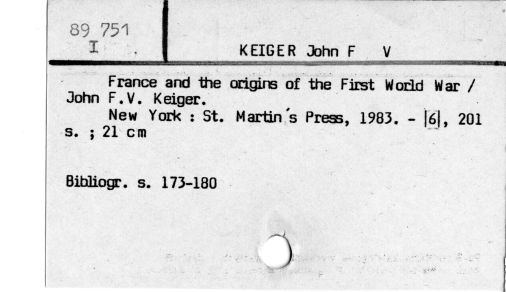 89 751
I
KEIGER John F V
France and the origins of the First World War /
John F.V. Keiger.
New York : St. Martin´s Press, 1983. - |6|, 201
s. ; 21 cm
Bibliogr. s. 173-180